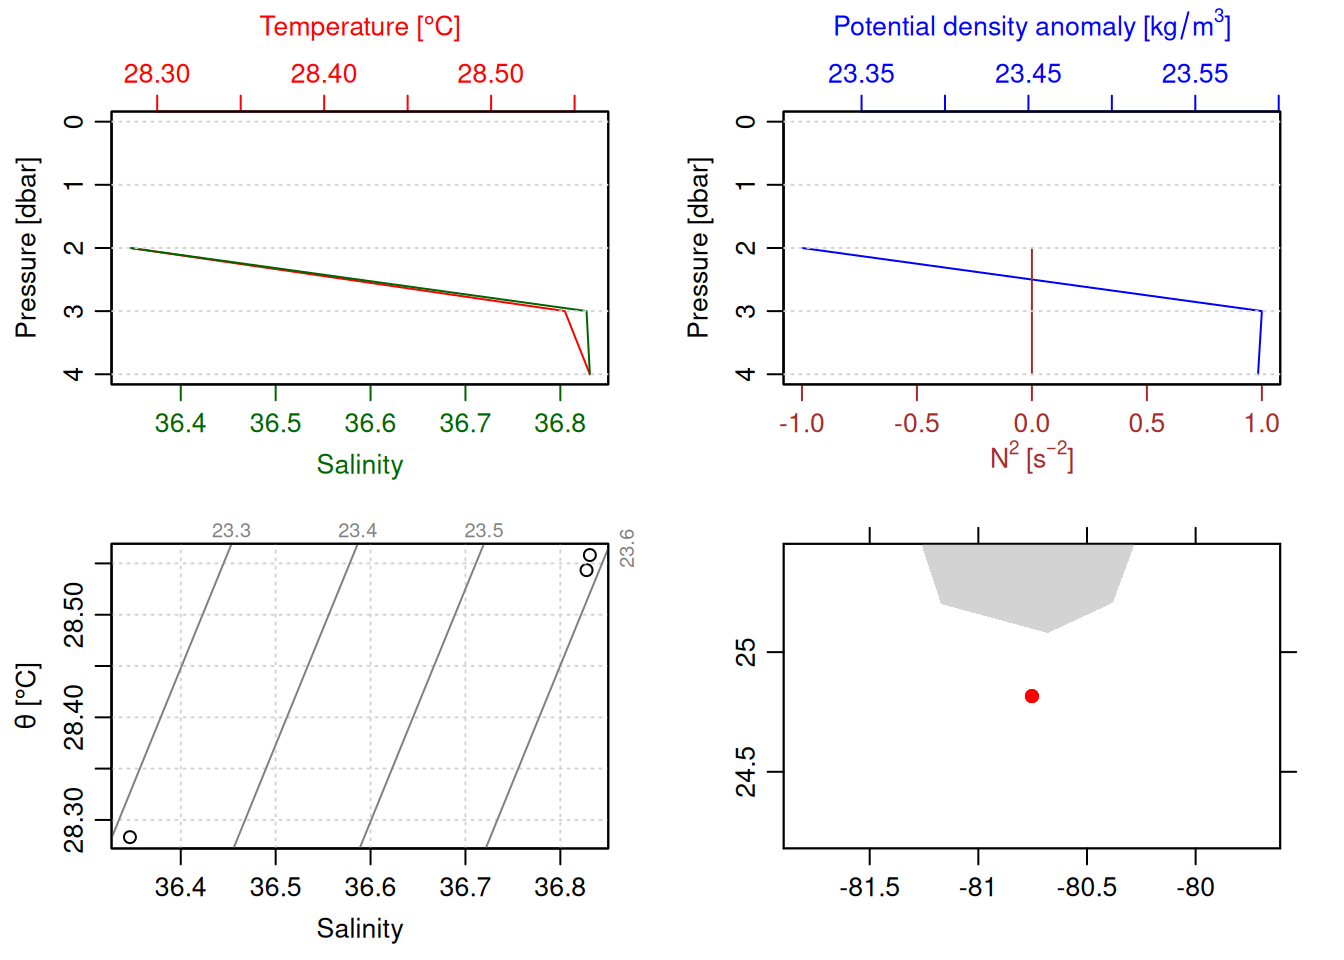 Temperature [°C]
28.30 28.40 28.50
0
1
2
3
4
Pressure [dbar]
36.4 36.5 36.6 36.7 36.8
Salinity
Potential density anomaly [kg/m³]
23.35 23.45 23.55
0
1
2
3
4
Pressure [dbar]
-1.0 -0.5 0.0 0.5 1.0
N² [s⁻²]
23.3 23.4 23.5 23.6
28.50
28.40
28.30
θ [°C]
36.4 36.5 36.6 36.7 36.8
Salinity
25
24.5
-81.5 -81 -80.5 -80